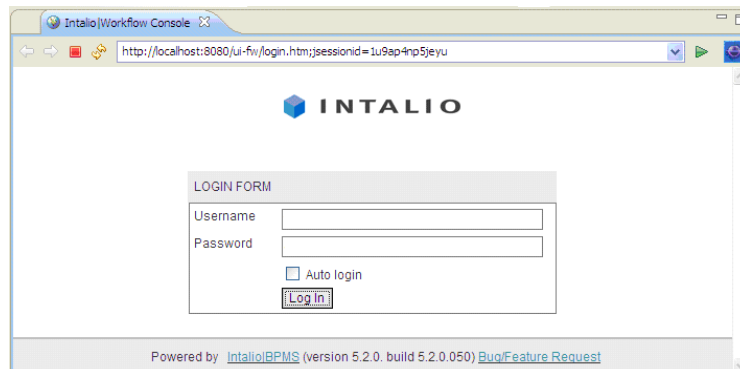 Intalio|Workflow Console
http://localhost:8080/ui-fw/login.htm;jsessionid=1u9ap4np5jeyu
INTALIO
LOGIN FORM
Username
Password
Auto login
Log In
Powered by Intalio|BPMS (version 5.2.0. build 5.2.0.050) Bug/Feature Request